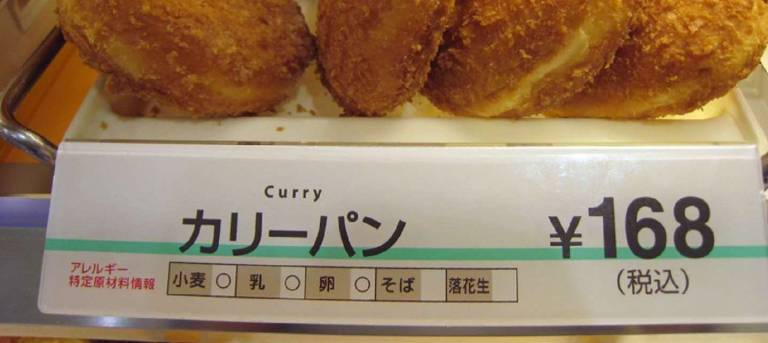 Curry
カリーパン
¥168
(税込)
アレルギー
特定原材料情報
小麦 ○ 乳 ○ 卵 ○ そば 落花生